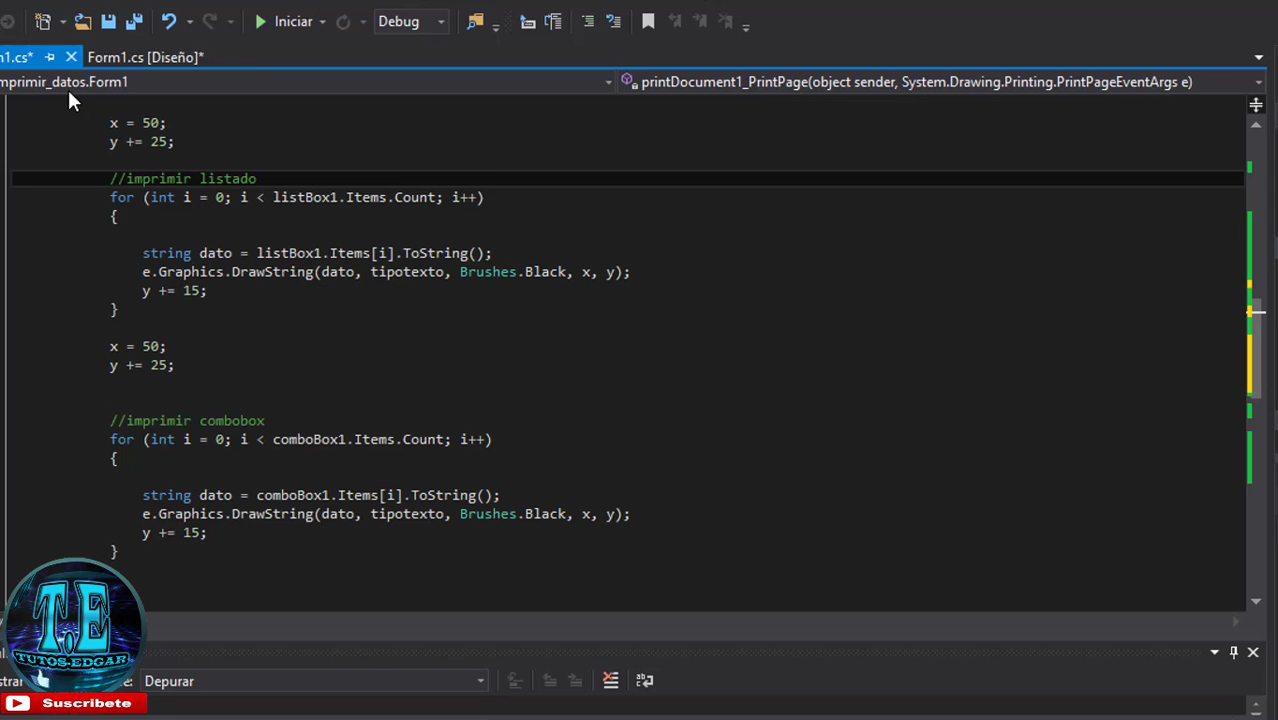 Iniciar Debug
n1.cs* Form1.cs [Diseño]*
mprimir_datos.Form1 printDocument1_PrintPage(object sender, System.Drawing.Printing.PrintPageEventArgs e)
x = 50;
y += 25;
//imprimir listado
for (int i = 0; i < listBox1.Items.Count; i++)
{
string dato = listBox1.Items[i].ToString();
e.Graphics.DrawString(dato, tipotexto, Brushes.Black, x, y);
y += 15;
}
x = 50;
y += 25;
//imprimir combobox
for (int i = 0; i < comboBox1.Items.Count; i++)
{
string dato = comboBox1.Items[i].ToString();
e.Graphics.DrawString(dato, tipotexto, Brushes.Black, x, y);
y += 15;
}
T.E
TUTOS-EDGAR
strar e: Depurar
Suscribete